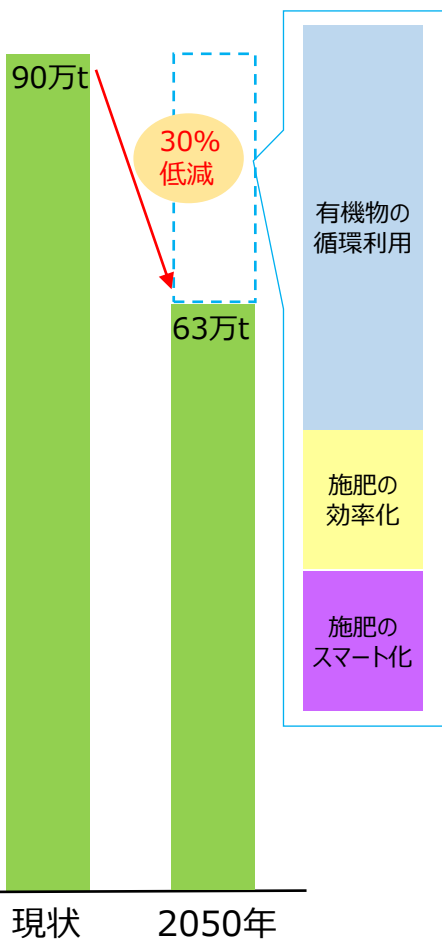 90万t
30%
低減
63万t
有機物の
循環利用
施肥の
効率化
施肥の
スマート化
現状
2050年